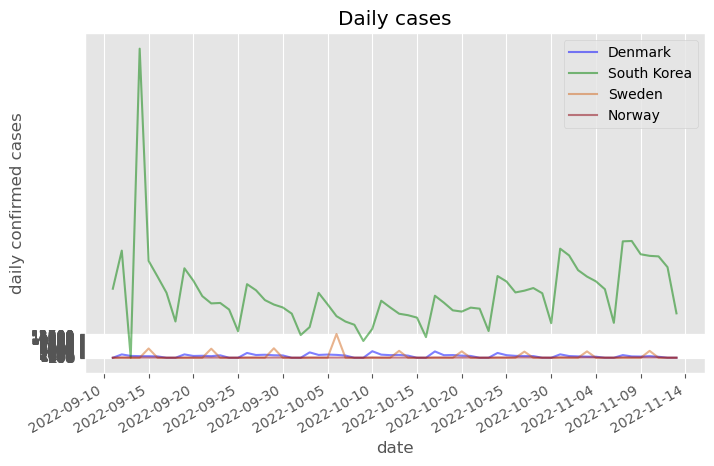 Daily cases
Denmark
South Korea
Sweden
Norway
daily confirmed cases
2022-09-10
2022-09-15
2022-09-20
2022-09-25
2022-09-30
2022-10-05
2022-10-10
2022-10-15
2022-10-20
2022-10-25
2022-10-30
2022-11-04
2022-11-09
2022-11-14
date